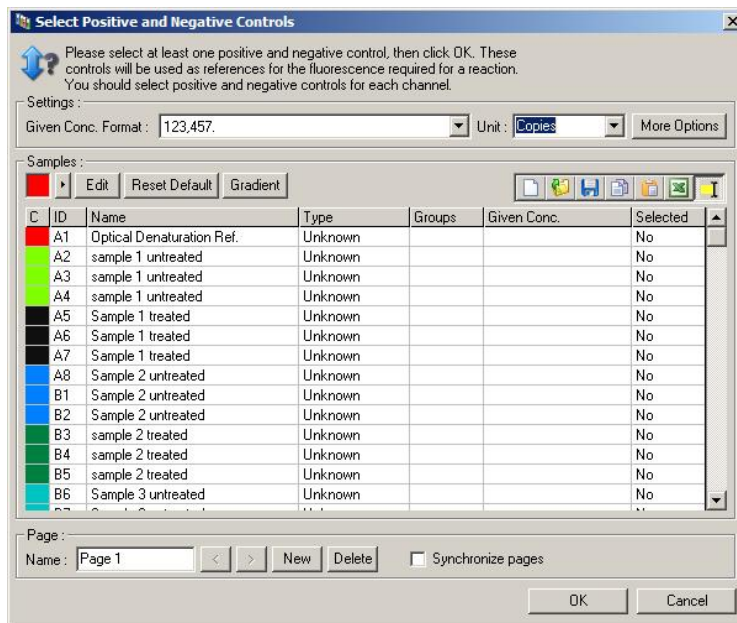 Select Positive and Negative Controls
Please select at least one positive and negative control, then click OK. These
controls will be used as references for the fluorescence required for a reaction.
You should select positive and negative controls for each channel.
Settings :
Given Conc. Format : 123,457. Unit : Copies More Options
Samples :
Edit Reset Default Gradient
C ID Name Type Groups Given Conc. Selected
A1 Optical Denaturation Ref. Unknown No
A2 sample 1 untreated Unknown No
A3 sample 1 untreated Unknown No
A4 sample 1 untreated Unknown No
A5 Sample 1 treated Unknown No
A6 Sample 1 treated Unknown No
A7 Sample 1 treated Unknown No
A8 Sample 2 untreated Unknown No
B1 Sample 2 untreated Unknown No
B2 Sample 2 untreated Unknown No
B3 sample 2 treated Unknown No
B4 sample 2 treated Unknown No
B5 sample 2 treated Unknown No
B6 Sample 3 untreated Unknown No
Page :
Name : Page 1 < > New Delete Synchronize pages
OK Cancel